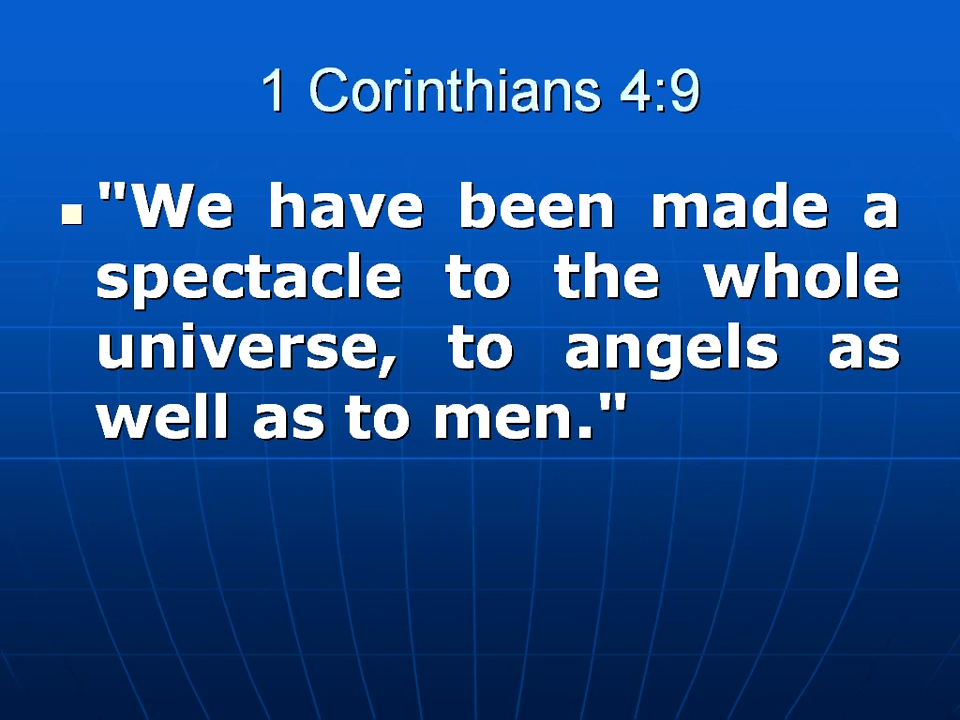 1 Corinthians 4:9
"We have been made a
spectacle to the whole
universe, to angels as
well as to men."